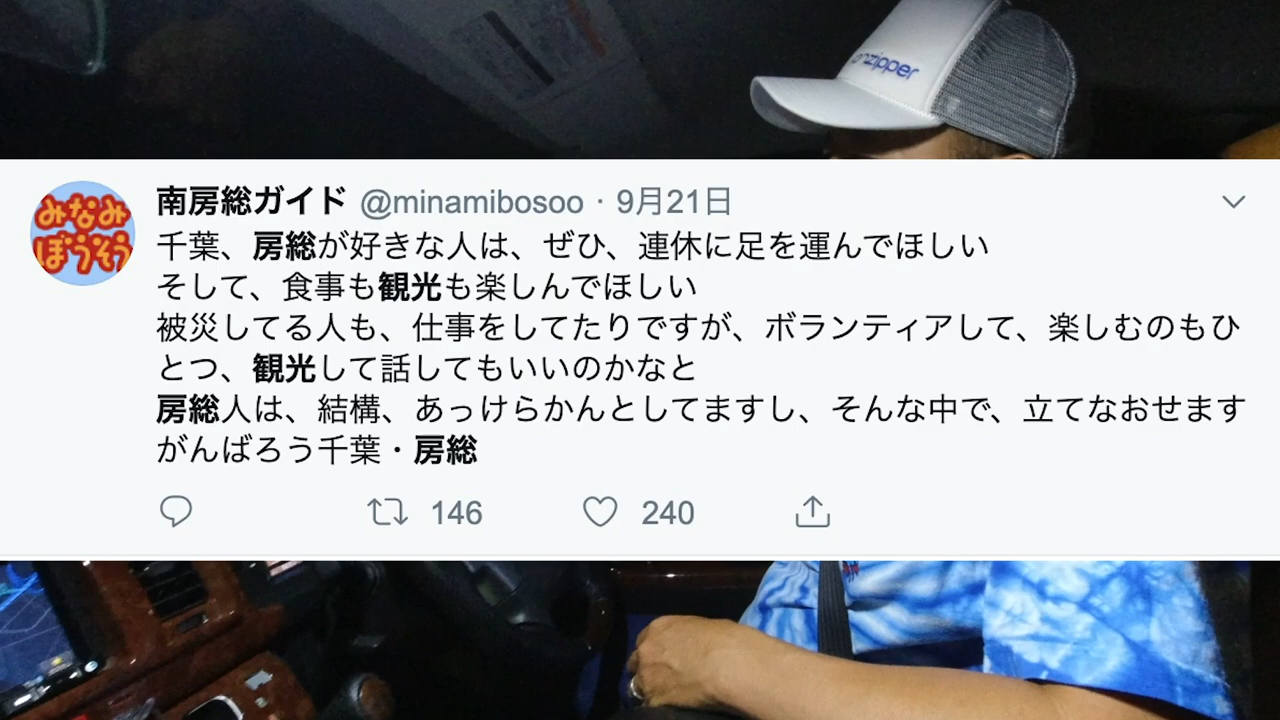 南房総ガイド @minamibosoo · 9月21日
千葉、房総が好きな人は、ぜひ、連休に足を運んでほしい
そして、食事も観光も楽しんでほしい
被災してる人も、仕事をしてたりですが、ボランティアして、楽しむのもひ
とつ、観光して話してもいいのかなと
房総人は、結構、あっけらかんとしてますし、そんな中で、立てなおせます
がんばろう千葉・房総
146 240
みなみ
ぼうそう
zipper